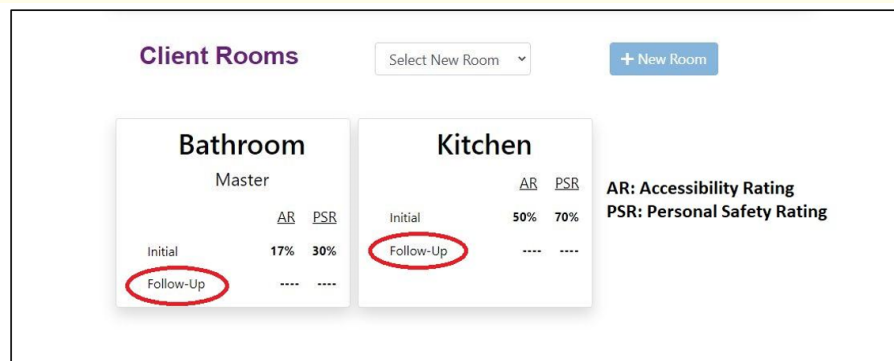 Client Rooms
Select New Room
+ New Room
Bathroom
Master
AR PSR
Initial 17% 30%
Follow-Up ---- ----
Kitchen
AR PSR
Initial 50% 70%
Follow-Up ---- ----
AR: Accessibility Rating
PSR: Personal Safety Rating